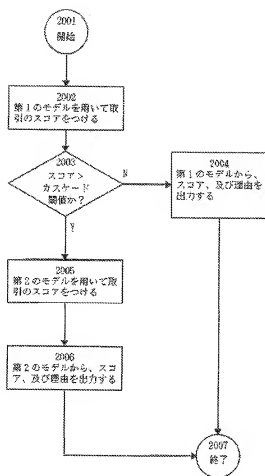 2001
開始
2002
第1のモデルを用いて取
引のスコアをつける
2003
スコア>
カスケード
閾値か?
N
Y
2004
第1のモデルから、
スコア、及び理由を
出力する
2005
第2のモデルを用いて取
引のスコアをつける
2006
第2のモデルから、スコ
ア、及び理由を出力する
2007
終了